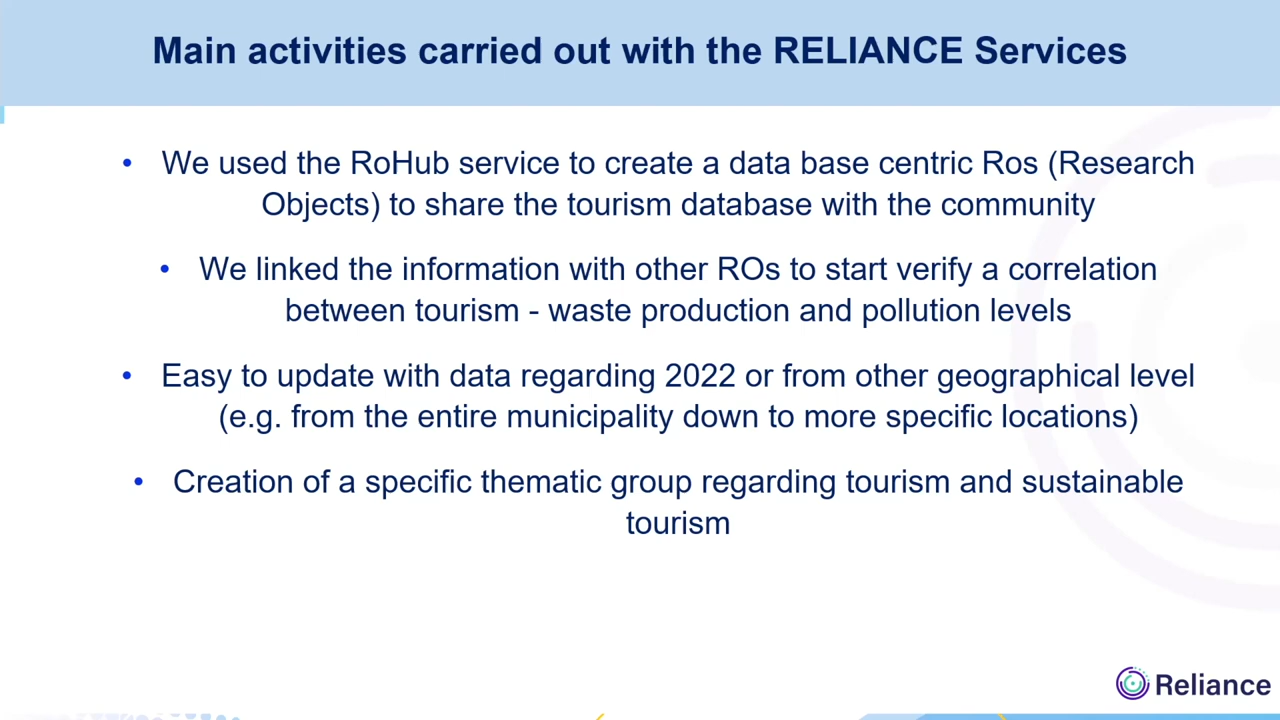 Main activities carried out with the RELIANCE Services
• We used the RoHub service to create a data base centric Ros (Research
Objects) to share the tourism database with the community
• We linked the information with other ROs to start verify a correlation
between tourism - waste production and pollution levels
• Easy to update with data regarding 2022 or from other geographical level
(e.g. from the entire municipality down to more specific locations)
• Creation of a specific thematic group regarding tourism and sustainable
tourism
Reliance